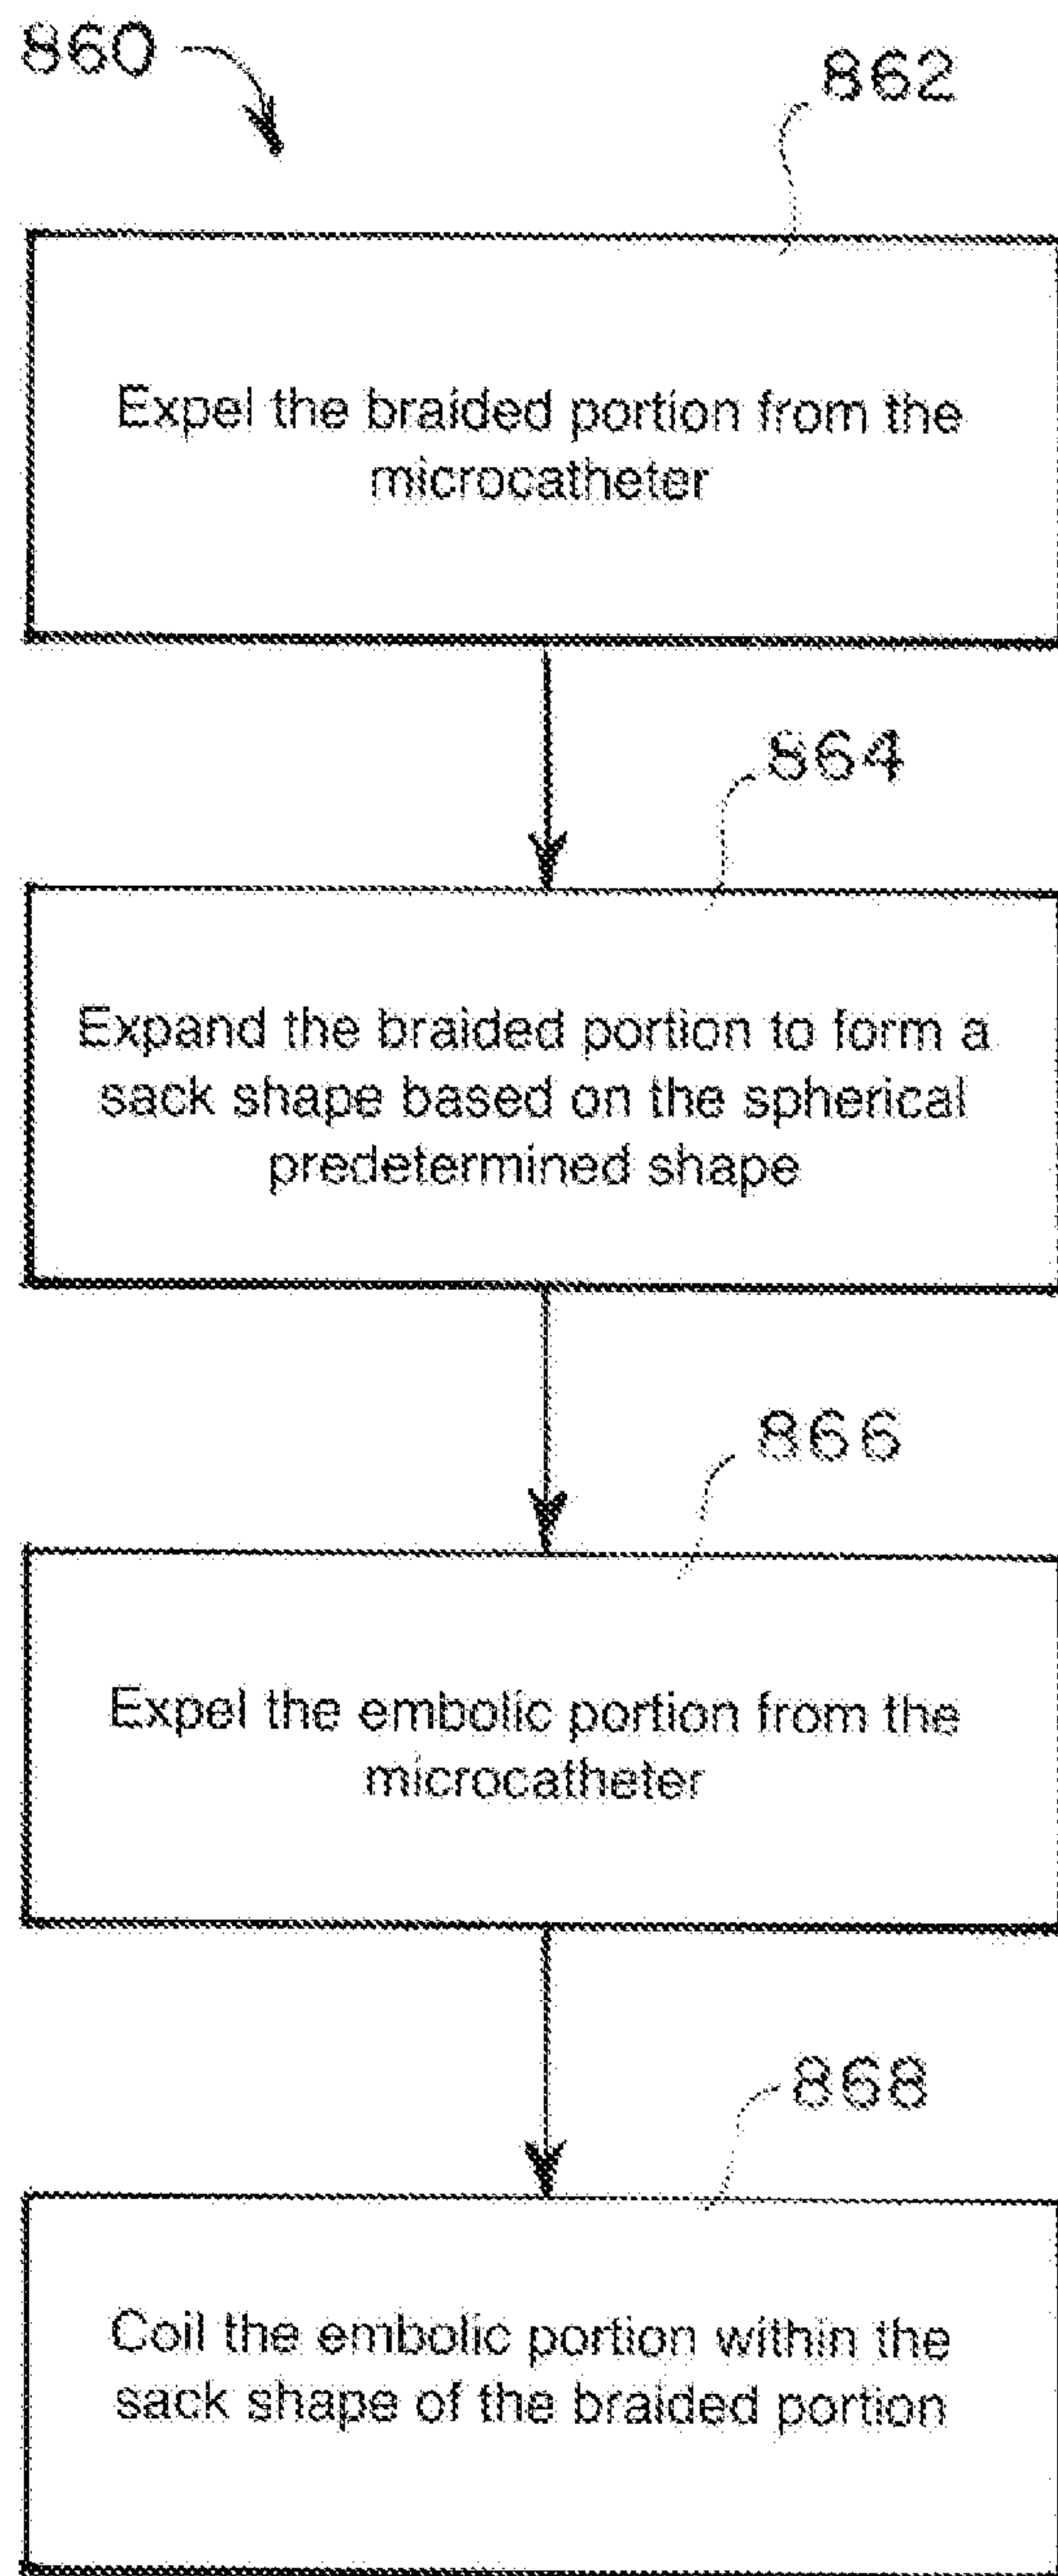 860
862
Expel the braided portion from the
microcatheter
864
Expand the braided portion to form a
sack shape based on the spherical
predetermined shape
866
Expel the embolic portion from the
microcatheter
868
Coil the embolic portion within the
sack shape of the braided portion